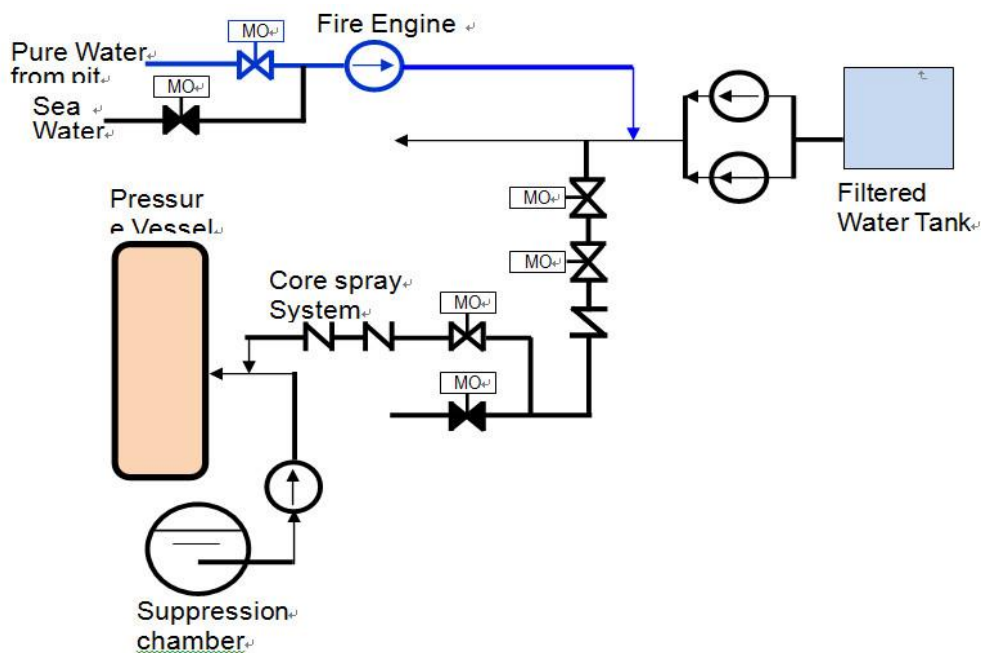 MO
Fire Engine
Pure Water
from pit
MO
Sea
Water
MO
Filtered
Water Tank
Pressur
e Vessel
MO
Core spray
System
MO
MO
Suppression
chamber